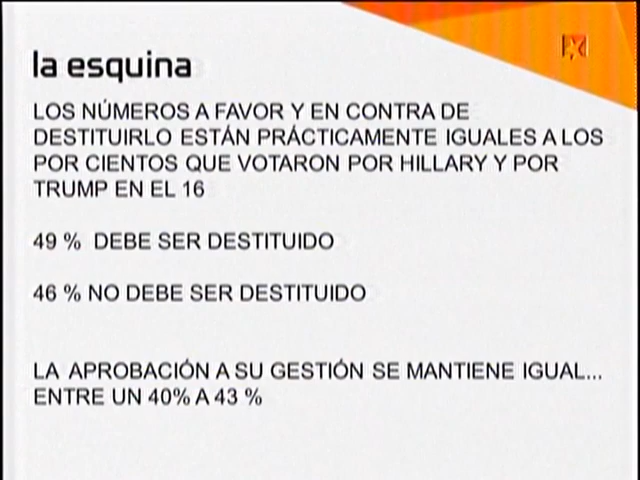 la esquina
LOS NÚMEROS A FAVOR Y EN CONTRA DE
DESTITUIRLO ESTÁN PRÁCTICAMENTE IGUALES A LOS
POR CIENTOS QUE VOTARON POR HILLARY Y POR
TRUMP EN EL 16
49 % DEBE SER DESTITUIDO
46 % NO DEBE SER DESTITUIDO
LA APROBACIÓN A SU GESTIÓN SE MANTIENE IGUAL...
ENTRE UN 40% A 43 %